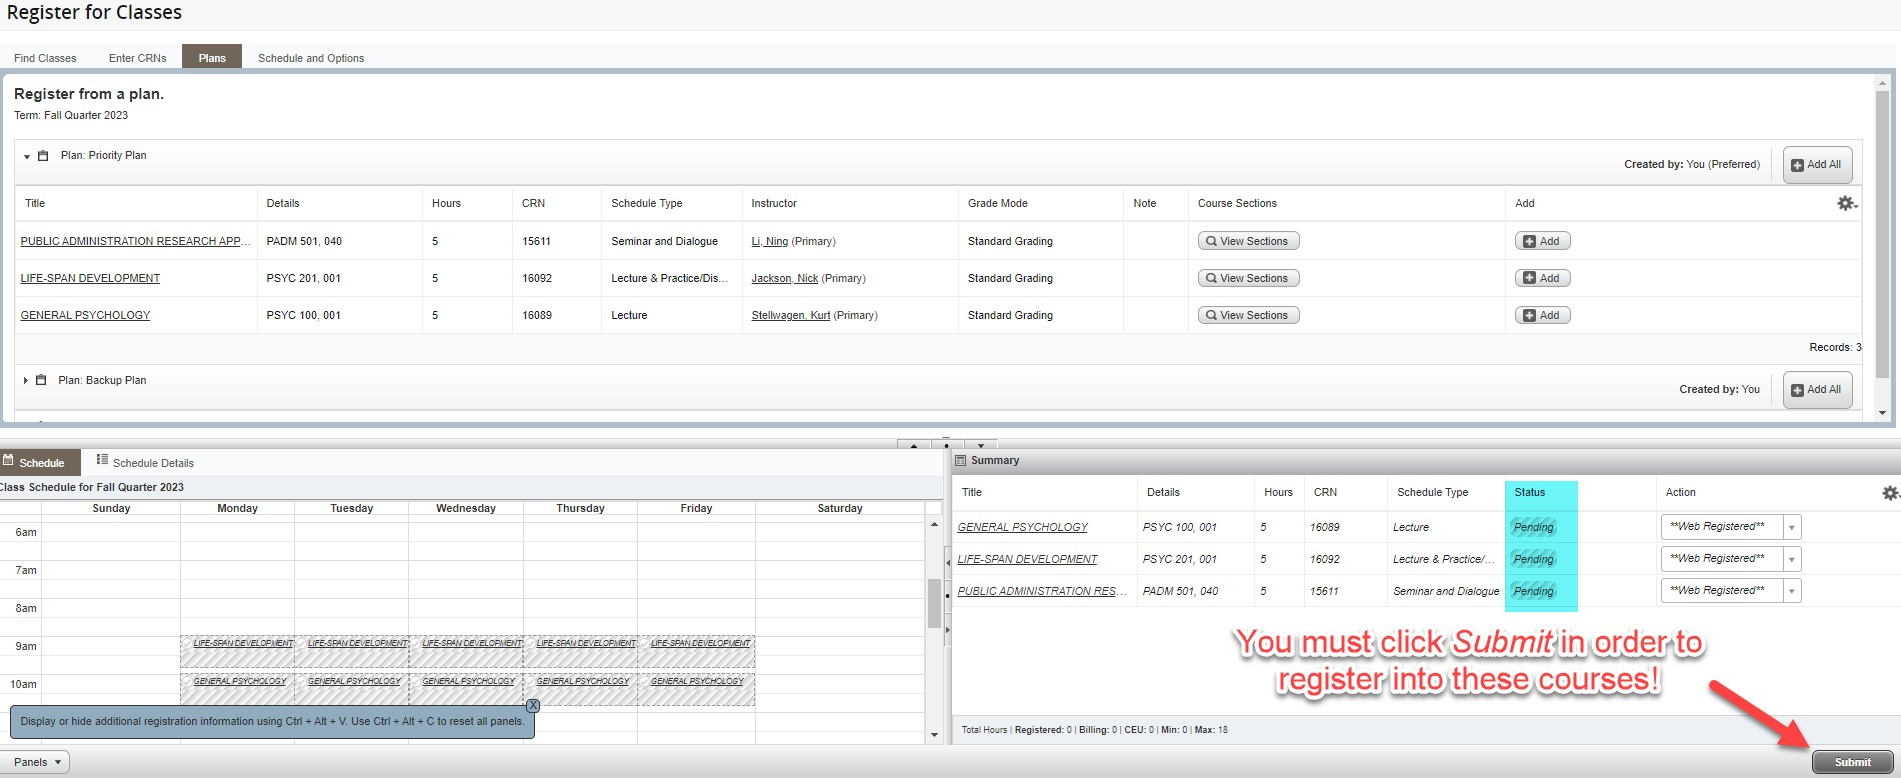 Register for Classes
Find Classes Enter CRNs Plans Schedule and Options
Register from a plan.
Term: Fall Quarter 2023
Plan: Priority Plan Created by: You (Preferred) Add All
Title Details Hours CRN Schedule Type Instructor Grade Mode Note Course Sections Add
PUBLIC ADMINISTRATION RESEARCH APP... PADM 501, 040 5 15611 Seminar and Dialogue Li, Ning (Primary) Standard Grading View Sections Add
LIFE-SPAN DEVELOPMENT PSYC 201, 001 5 16092 Lecture & Practice/Dis... Jackson, Nick (Primary) Standard Grading View Sections Add
GENERAL PSYCHOLOGY PSYC 100, 001 5 16089 Lecture Stellwagen, Kurt (Primary) Standard Grading View Sections Add
Records: 3
Plan: Backup Plan Created by: You Add All
Schedule Schedule Details
Class Schedule for Fall Quarter 2023
Sunday Monday Tuesday Wednesday Thursday Friday Saturday
6am
7am
8am
9am LIFE-SPAN DEVELOPMENT LIFE-SPAN DEVELOPMENT LIFE-SPAN DEVELOPMENT LIFE-SPAN DEVELOPMENT LIFE-SPAN DEVELOPMENT
10am GENERAL PSYCHOLOGY GENERAL PSYCHOLOGY GENERAL PSYCHOLOGY GENERAL PSYCHOLOGY GENERAL PSYCHOLOGY
X
Display or hide additional registration information using Ctrl + Alt + V. Use Ctrl + Alt + C to reset all panels.
Panels
Summary
Title Details Hours CRN Schedule Type Status Action
GENERAL PSYCHOLOGY PSYC 100, 001 5 16089 Lecture Pending **Web Registered**
LIFE-SPAN DEVELOPMENT PSYC 201, 001 5 16092 Lecture & Practice/... Pending **Web Registered**
PUBLIC ADMINISTRATION RES... PADM 501, 040 5 15611 Seminar and Dialogue Pending **Web Registered**
You must click Submit in order to
register into these courses!
Total Hours | Registered: 0 | Billing: 0 | CEU: 0 | Min: 0 | Max: 18
Submit